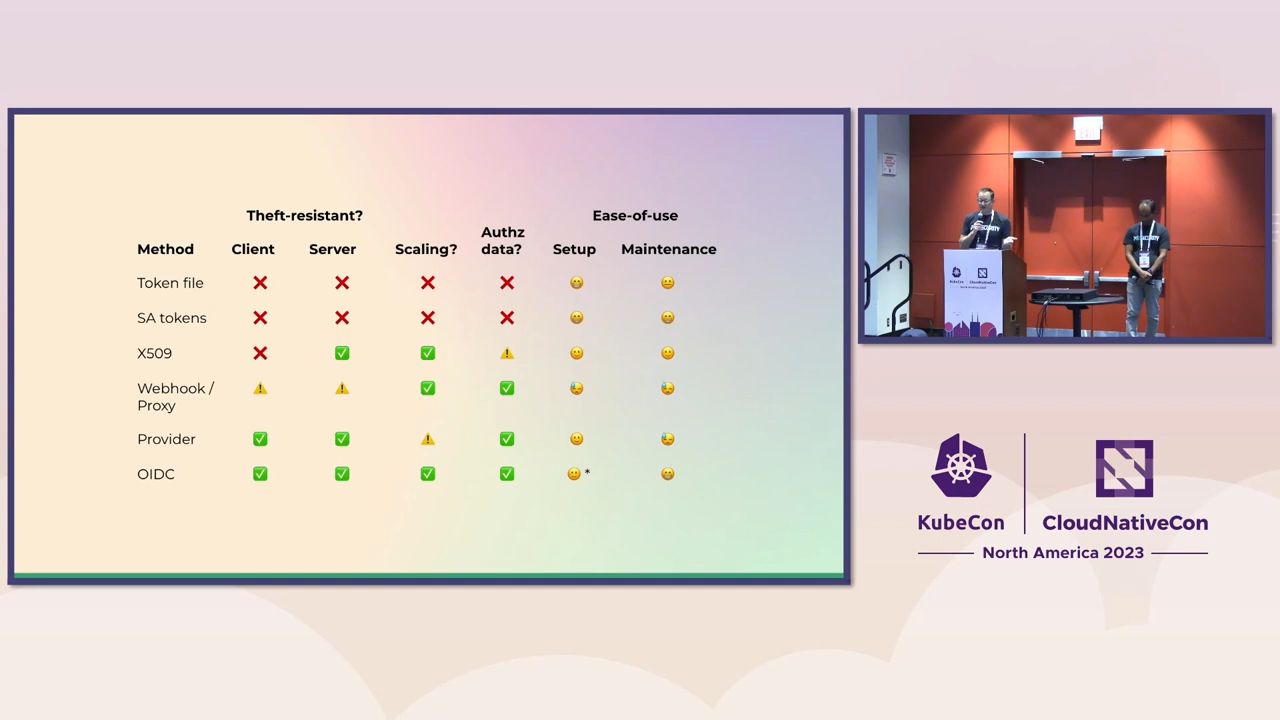 Theft-resistant? Ease-of-use
Method Client Server Scaling? Authz data? Setup Maintenance
Token file ❌ ❌ ❌ ❌ 😁 😐
SA tokens ❌ ❌ ❌ ❌ 😁 😁
X509 ❌ ✅ ✅ ⚠️ 🙂 🙂
Webhook /
Proxy ⚠️ ⚠️ ✅ ✅ 😓 😓
Provider ✅ ✅ ⚠️ ✅ 🙂 😓
OIDC ✅ ✅ ✅ ✅ 🙂 * 😁
EXIT
KubeCon CloudNativeCon
North America 2023